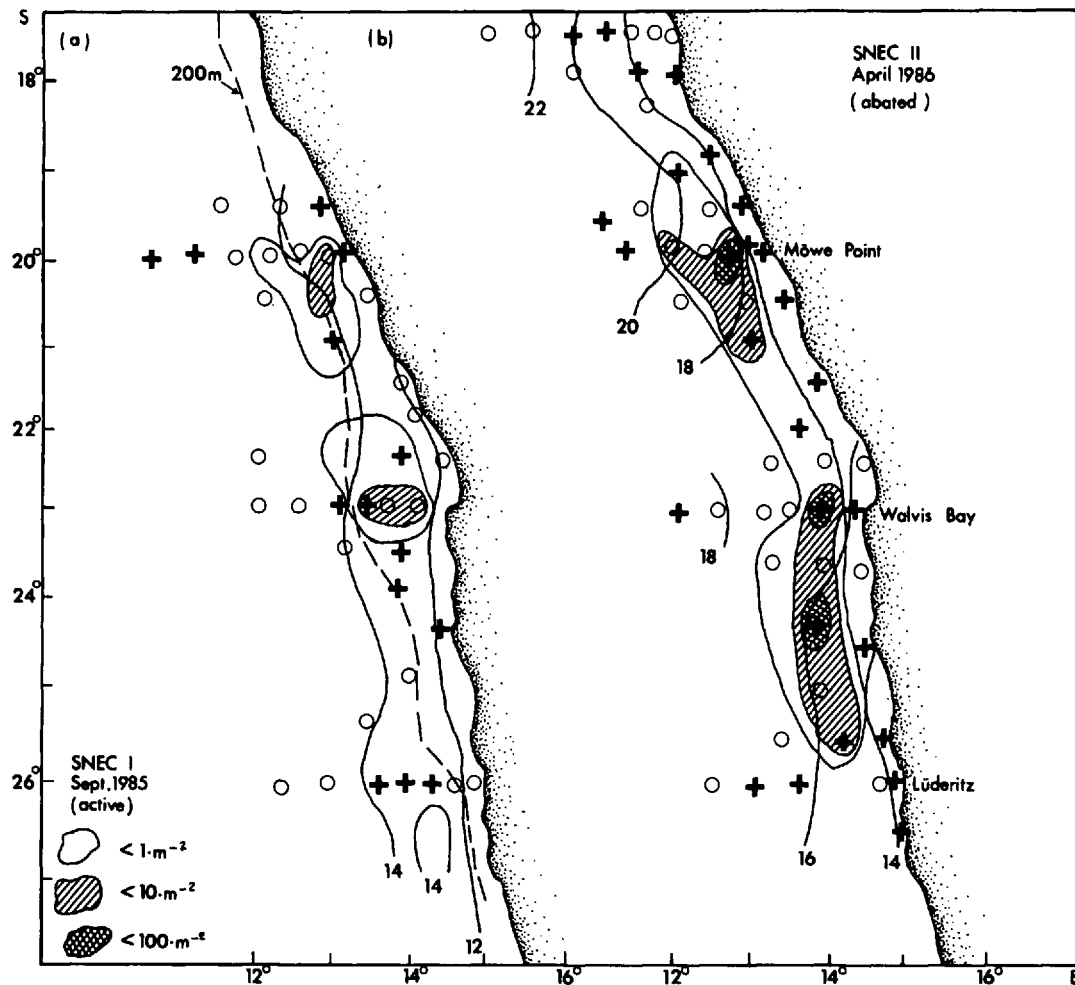 S
(a)
(b)
SNEC II
April 1986
(abated)
200m
22
18°
20°
22°
24°
26°
Möwe Point
20
18
Walvis Bay
18
Lüderitz
16
14
14
14
12
SNEC I
Sept. 1985
(active)
< 1·m⁻²
< 10·m⁻²
< 100·m⁻²
12°
14°
16°
12°
14°
16°
E